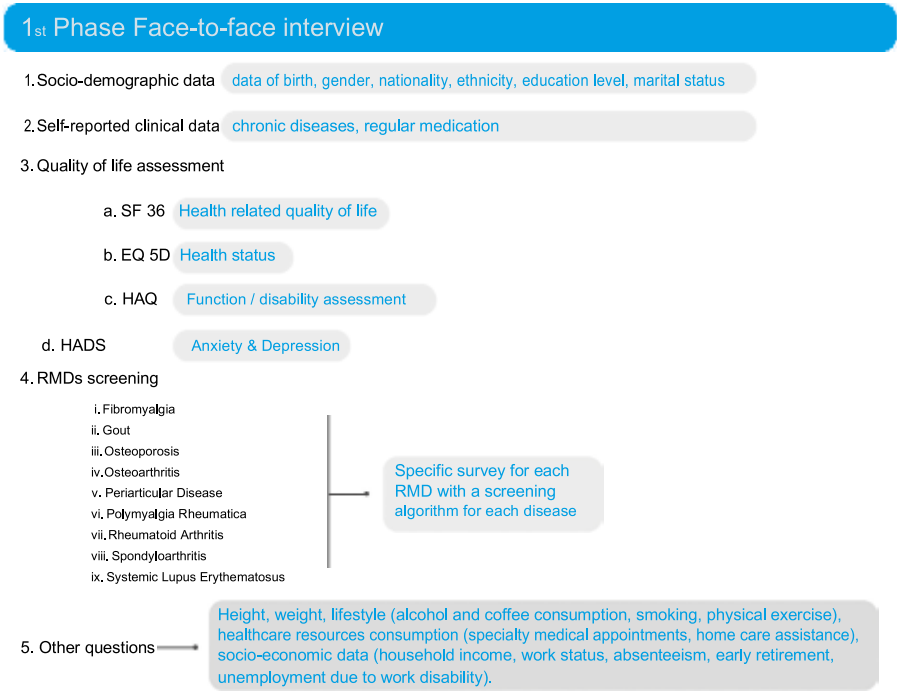 1st Phase Face-to-face interview
1. Socio-demographic data data of birth, gender, nationality, ethnicity, education level, marital status
2. Self-reported clinical data chronic diseases, regular medication
3. Quality of life assessment
a. SF 36 Health related quality of life
b. EQ 5D Health status
c. HAQ Function / disability assessment
d. HADS Anxiety & Depression
4. RMDs screening
i. Fibromyalgia
ii. Gout
iii. Osteoporosis
iv. Osteoarthritis
v. Periarticular Disease
vi. Polymyalgia Rheumatica
vii. Rheumatoid Arthritis
viii. Spondyloarthritis
ix. Systemic Lupus Erythematosus
Specific survey for each
RMD with a screening
algorithm for each disease
5. Other questions
Height, weight, lifestyle (alcohol and coffee consumption, smoking, physical exercise),
healthcare resources consumption (specialty medical appointments, home care assistance),
socio-economic data (household income, work status, absenteeism, early retirement,
unemployment due to work disability).